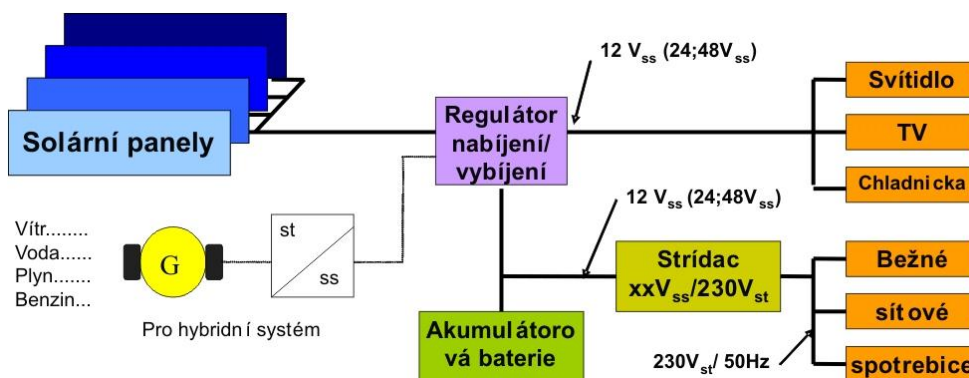 12 Vss (24;48Vss)
Solární panely
Regulátor
nabíjení/
vybíjení
Svítidlo
TV
Chladnicka
12 Vss (24;48Vss)
Vítr........
Voda......
Plyn.......
Benzin...
G
st
ss
Pro hybridní systém
Strídac
xxVss/230Vst
Akumulátoro
vá baterie
230Vst/ 50Hz
Bežné
sítové
spotrebice